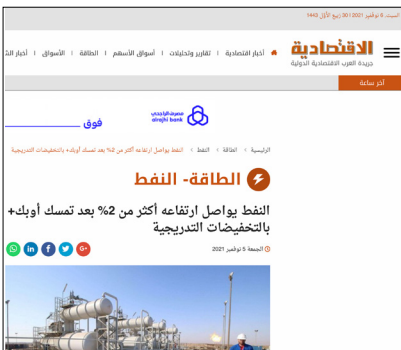 السبت, 6 نوفمبر 2021 | 30 ربيع الأول 1443
الاقتصادية
جريدة العرب الاقتصادية الدولية
أخبار اقتصادية | تقارير وتحليلات | أسواق الأسهم | الطاقة | الأسواق | أخبار الش
آخر ساعة
مصرف الراجحي
alrajhi bank
فوق
الرئيسية > الطاقة > النفط > النفط يواصل ارتفاعه أكثر من 2% بعد تمسك أوبك+ بالتخفيضات التدريجية
الطاقة- النفط
النفط يواصل ارتفاعه أكثر من 2% بعد تمسك أوبك+
بالتخفيضات التدريجية
الجمعة 5 نوفمبر 2021